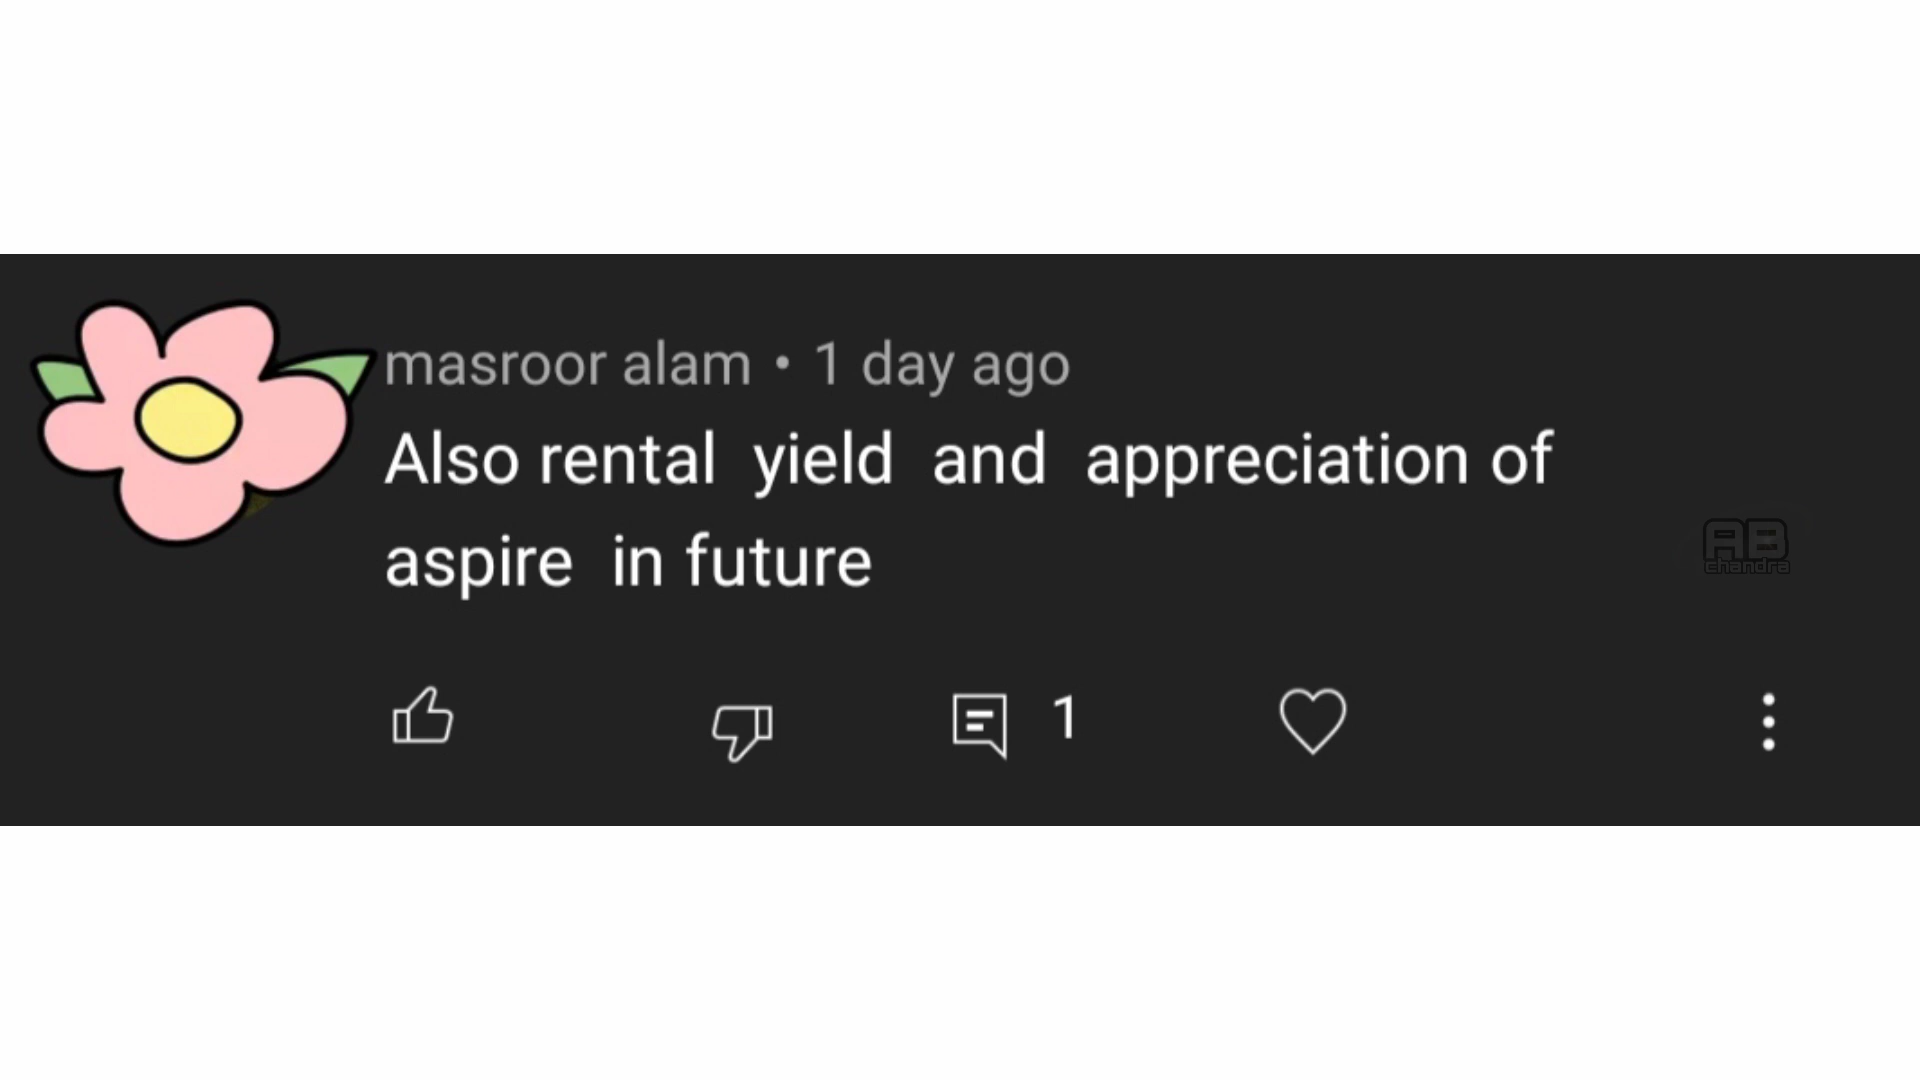 masroor alam • 1 day ago
Also rental yield and appreciation of
aspire in future
AB
chandra
1